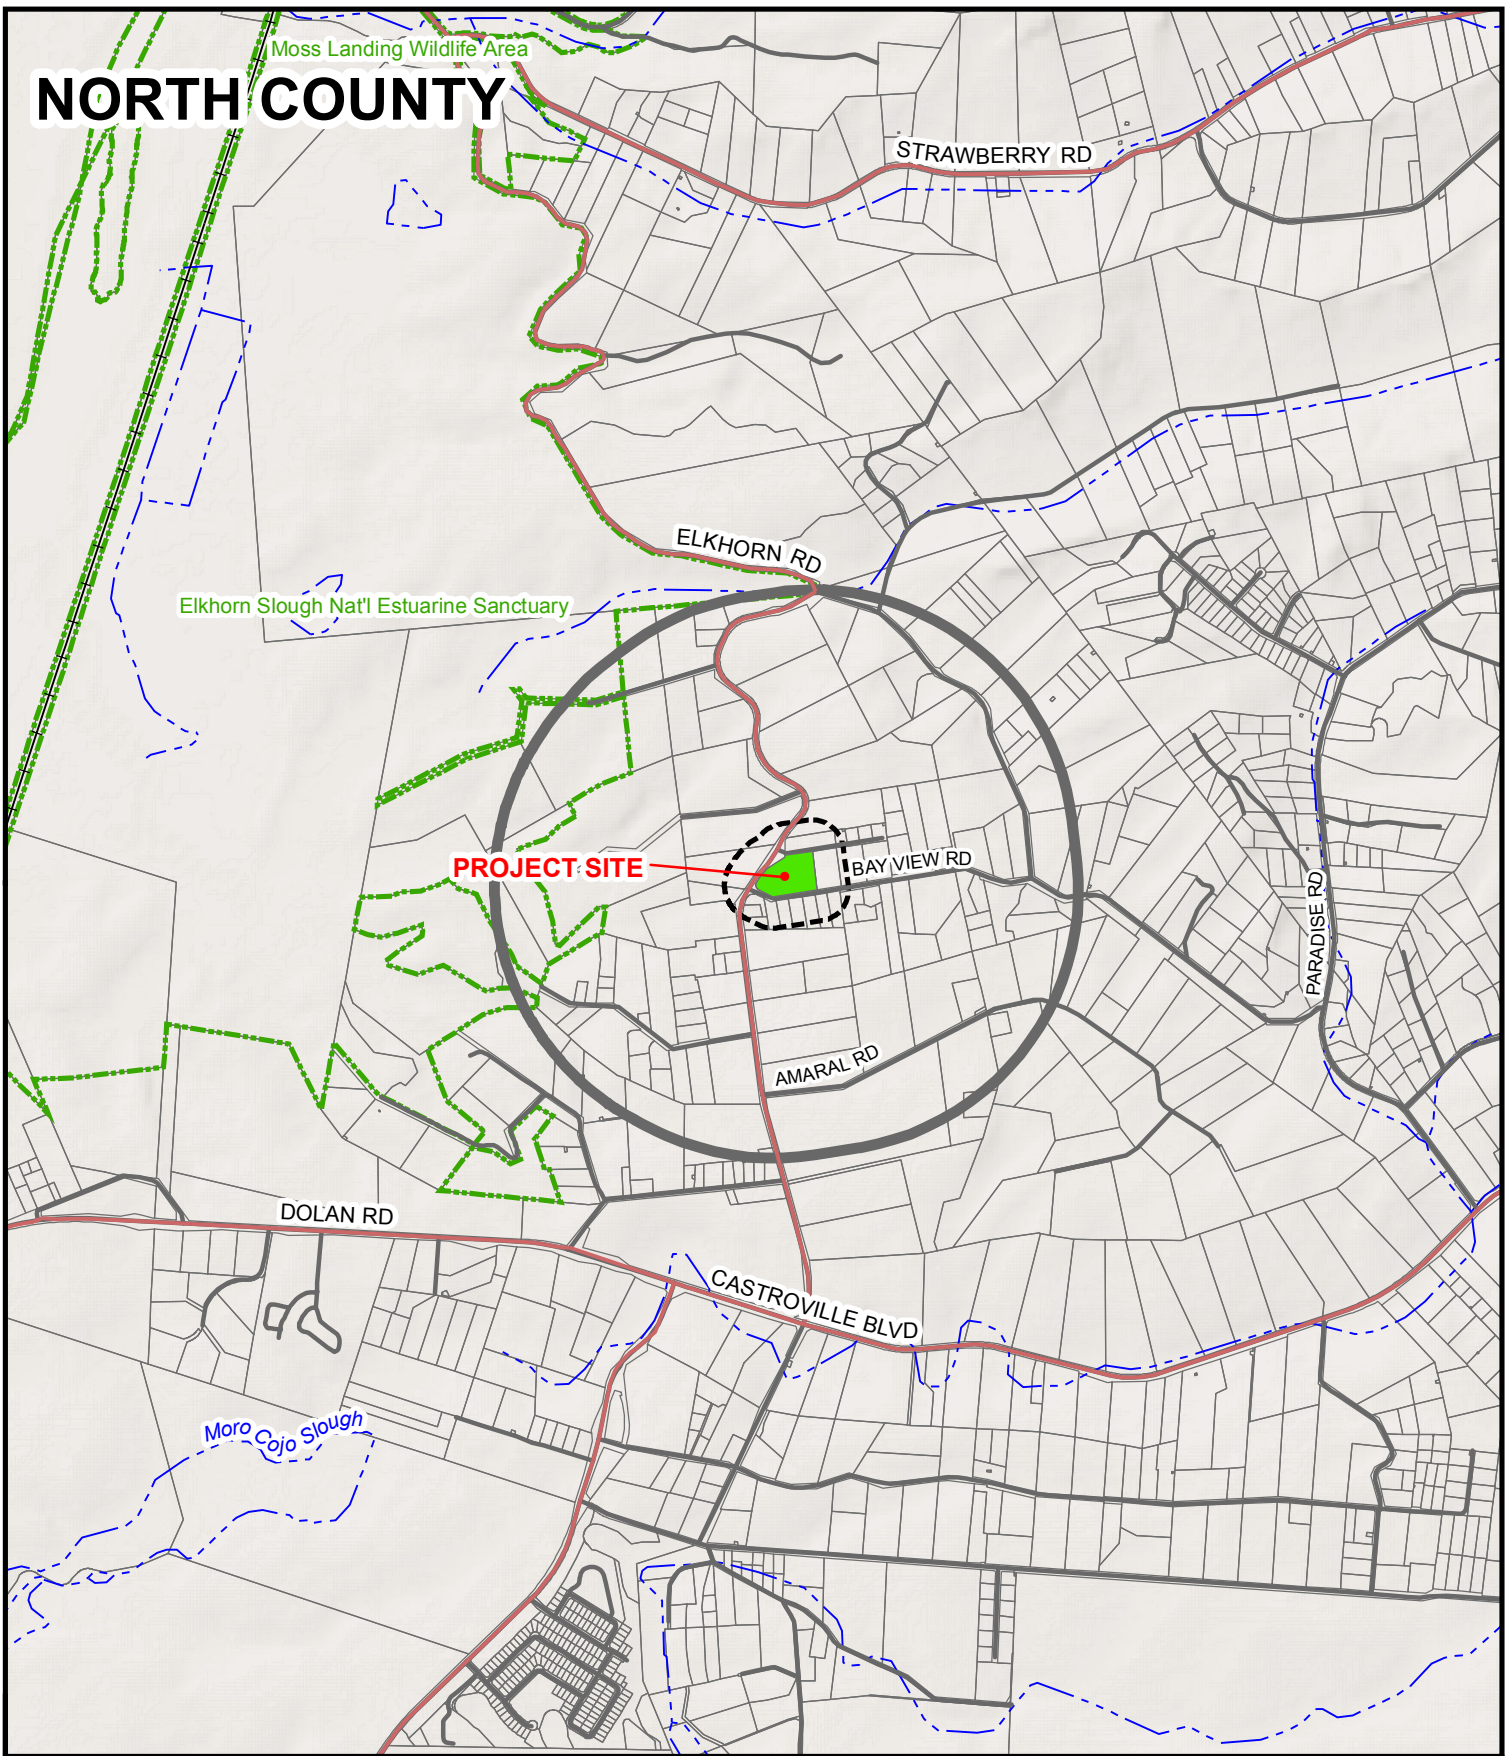 Moss Landing Wildlife Area
NORTH COUNTY
STRAWBERRY RD
ELKHORN RD
Elkhorn Slough Nat'l Estuarine Sanctuary
PROJECT SITE
BAY VIEW RD
PARADISE RD
AMARAL RD
DOLAN RD
CASTROVILLE BLVD
Moro Cojo Slough